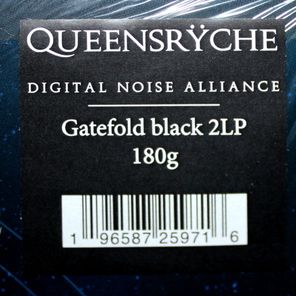 QUEENSRŸCHE
DIGITAL NOISE ALLIANCE
Gatefold black 2LP
180g
1 96587 25971 6